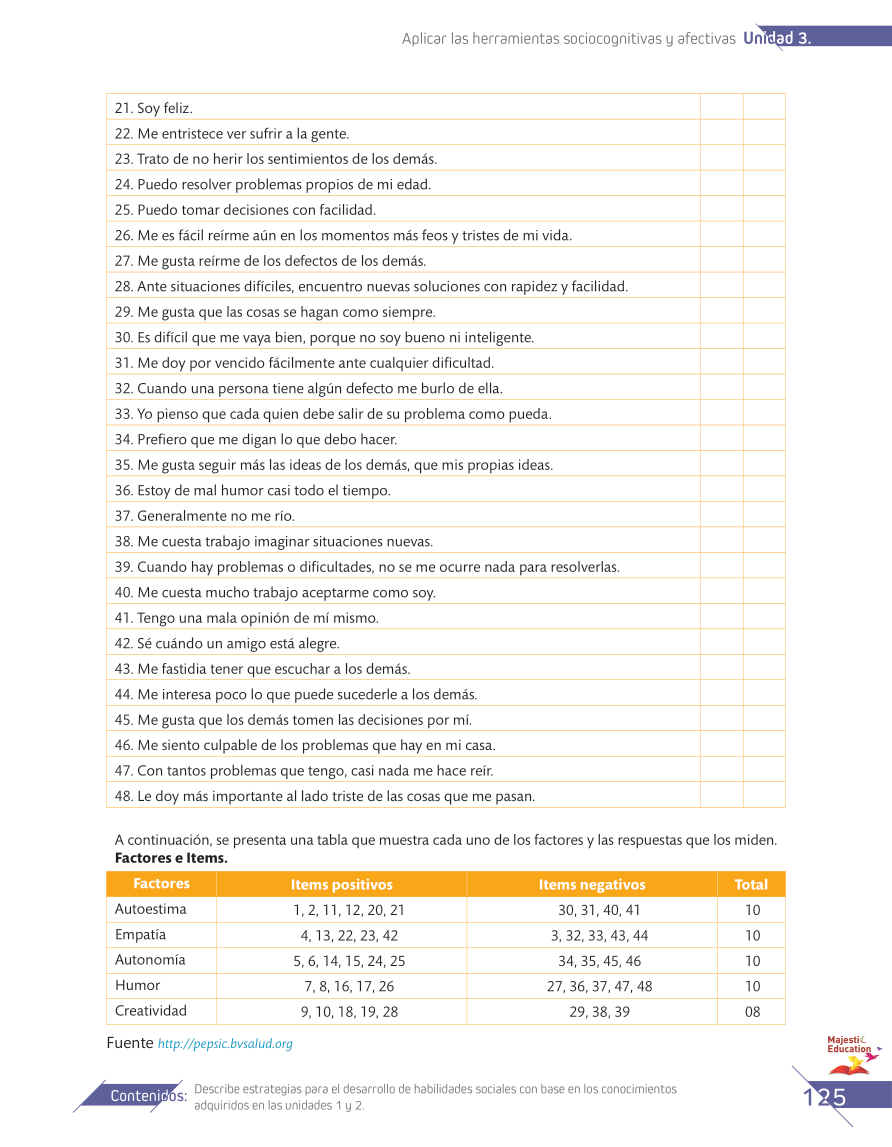 Aplicar las herramientas sociocognitivas y afectivas Unidad 3.
21. Soy feliz.
22. Me entristece ver sufrir a la gente.
23. Trato de no herir los sentimientos de los demás.
24. Puedo resolver problemas propios de mi edad.
25. Puedo tomar decisiones con facilidad.
26. Me es fácil reírme aún en los momentos más feos y tristes de mi vida.
27. Me gusta reírme de los defectos de los demás.
28. Ante situaciones difíciles, encuentro nuevas soluciones con rapidez y facilidad.
29. Me gusta que las cosas se hagan como siempre.
30. Es difícil que me vaya bien, porque no soy bueno ni inteligente.
31. Me doy por vencido fácilmente ante cualquier dificultad.
32. Cuando una persona tiene algún defecto me burlo de ella.
33. Yo pienso que cada quien debe salir de su problema como pueda.
34. Prefiero que me digan lo que debo hacer.
35. Me gusta seguir más las ideas de los demás, que mis propias ideas.
36. Estoy de mal humor casi todo el tiempo.
37. Generalmente no me río.
38. Me cuesta trabajo imaginar situaciones nuevas.
39. Cuando hay problemas o dificultades, no se me ocurre nada para resolverlas.
40. Me cuesta mucho trabajo aceptarme como soy.
41. Tengo una mala opinión de mí mismo.
42. Sé cuándo un amigo está alegre.
43. Me fastidia tener que escuchar a los demás.
44. Me interesa poco lo que puede sucederle a los demás.
45. Me gusta que los demás tomen las decisiones por mí.
46. Me siento culpable de los problemas que hay en mi casa.
47. Con tantos problemas que tengo, casi nada me hace reír.
48. Le doy más importante al lado triste de las cosas que me pasan.
A continuación, se presenta una tabla que muestra cada uno de los factores y las respuestas que los miden.
Factores e Items.
Factores Items positivos Items negativos Total
Autoestima 1, 2, 11, 12, 20, 21 30, 31, 40, 41 10
Empatía 4, 13, 22, 23, 42 3, 32, 33, 43, 44 10
Autonomía 5, 6, 14, 15, 24, 25 34, 35, 45, 46 10
Humor 7, 8, 16, 17, 26 27, 36, 37, 47, 48 10
Creatividad 9, 10, 18, 19, 28 29, 38, 39 08
Fuente http://pepsic.bvsalud.org
Majestic
Education
Contenidos: Describe estrategias para el desarrollo de habilidades sociales con base en los conocimientos
adquiridos en las unidades 1 y 2.
125